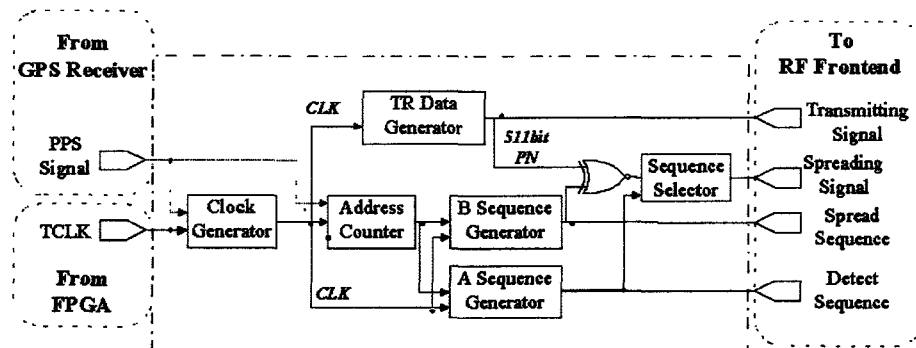 From
GPS Receiver
PPS
Signal
TCLK
From
FPGA
Clock
Generator
CLK
TR Data
Generator
511bit
PN
Address
Counter
B Sequence
Generator
CLK
A Sequence
Generator
Sequence
Selector
To
RF Frontend
Transmitting
Signal
Spreading
Signal
Spread
Sequence
Detect
Sequence